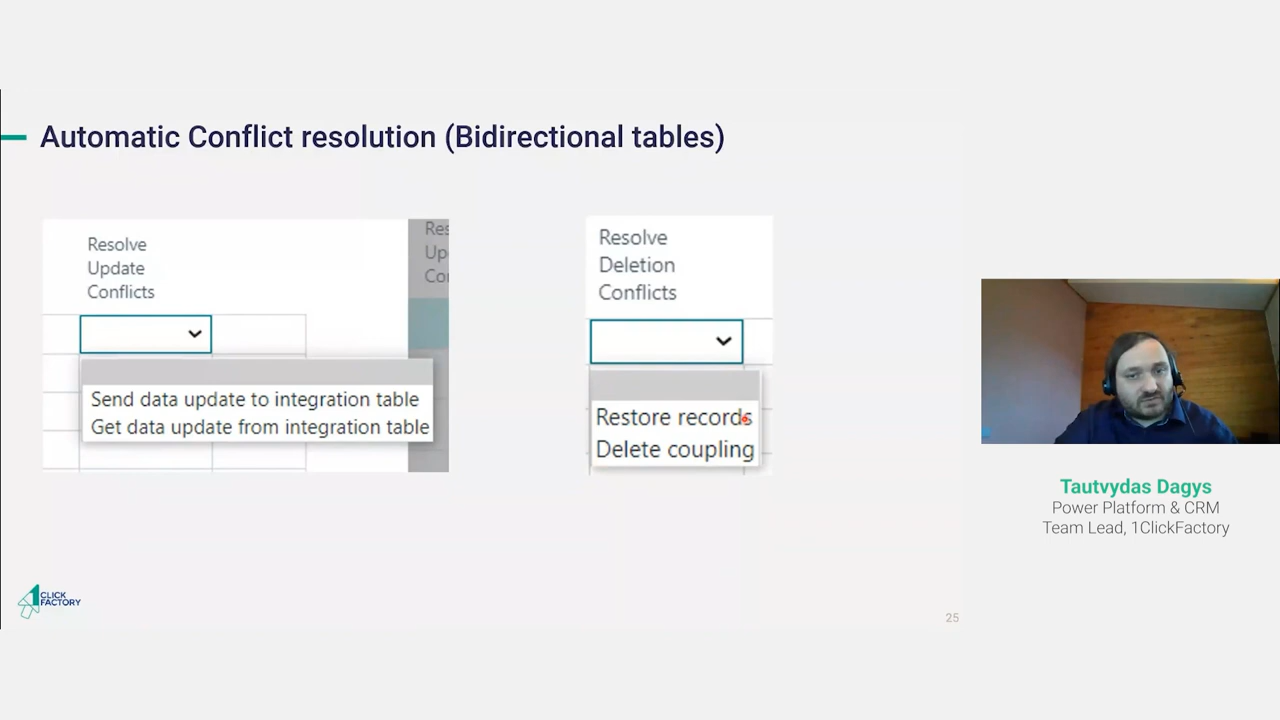 Automatic Conflict resolution (Bidirectional tables)
Resolve
Update
Conflicts
Send data update to integration table
Get data update from integration table
Resolve
Deletion
Conflicts
Restore records
Delete coupling
Tautvydas Dagys
Power Platform & CRM
Team Lead, 1ClickFactory
1CLICK
FACTORY
25